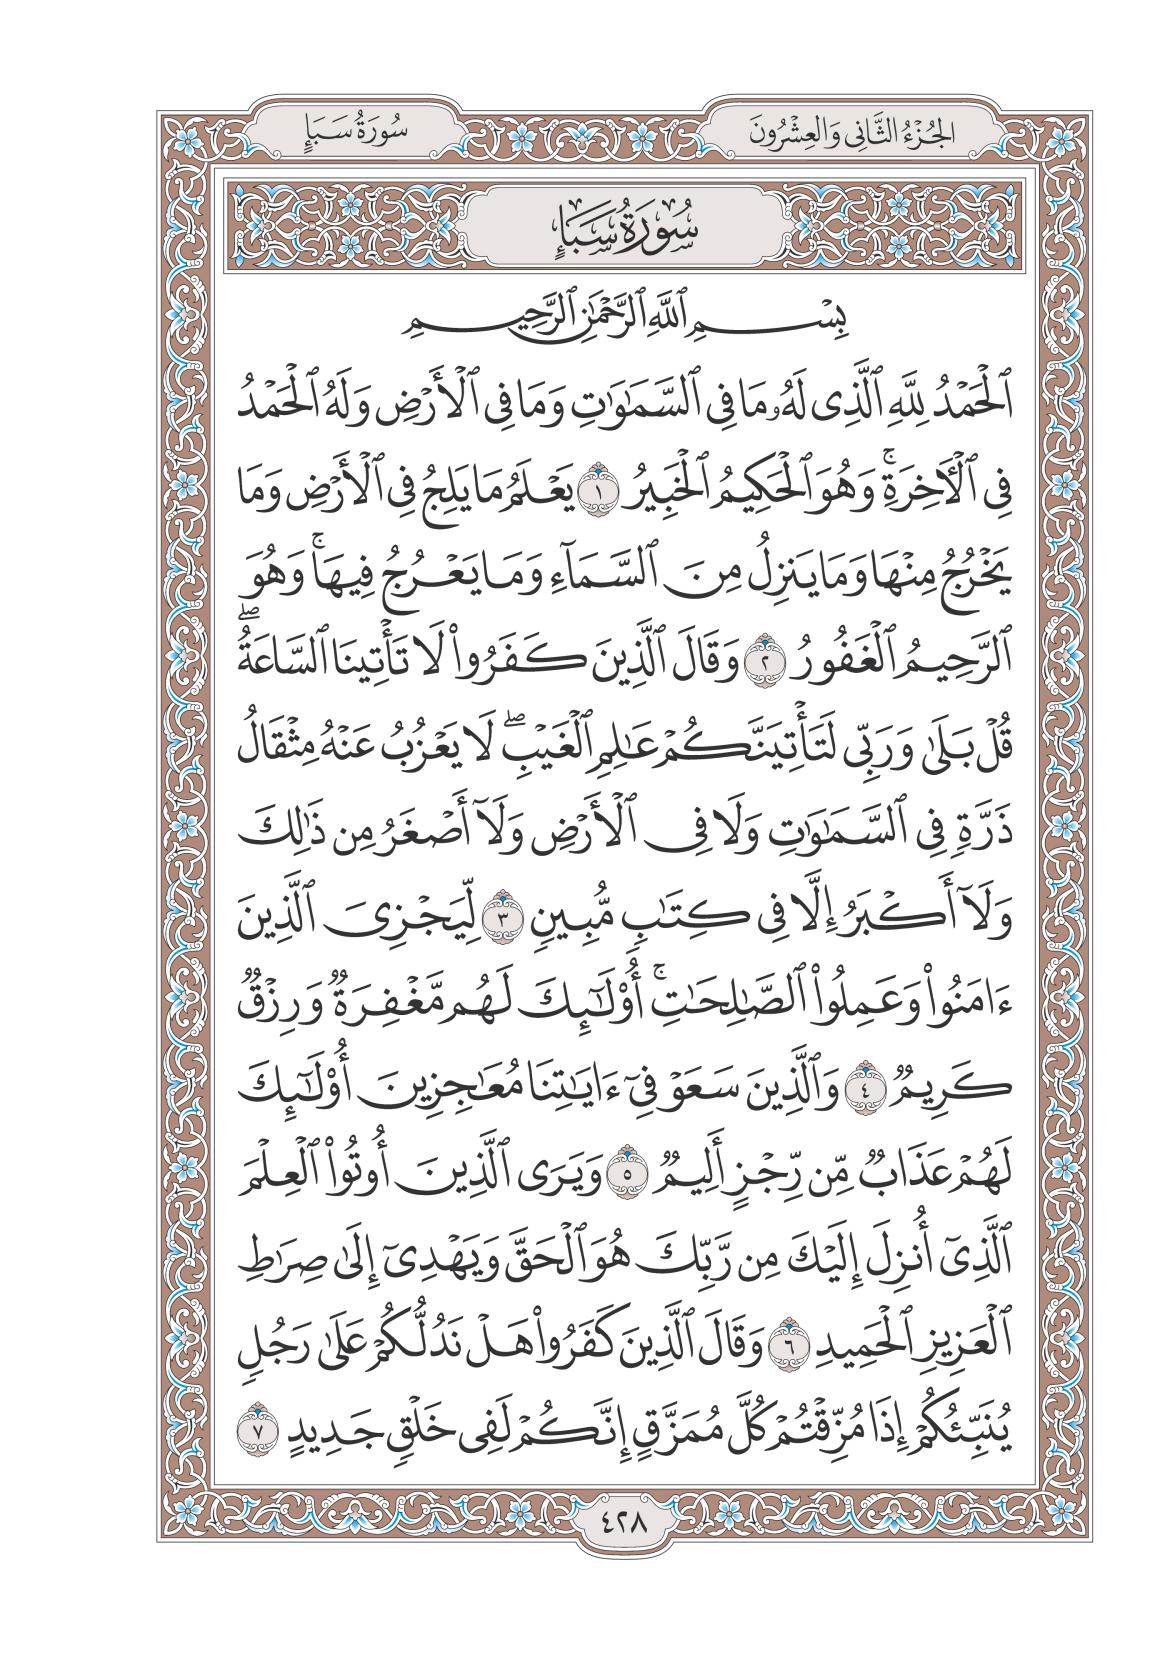 الجُزْءُ الثَّانِي وَالعِشْرُونَ
سُورَةُ سَبَإٍ
سُورَةُ سَبَإٍ
بِسْمِ ٱللَّهِ ٱلرَّحْمَٰنِ ٱلرَّحِيمِ
ٱلْحَمْدُ لِلَّهِ ٱلَّذِى لَهُۥ مَا فِى ٱلسَّمَٰوَٰتِ وَمَا فِى ٱلْأَرْضِ وَلَهُ ٱلْحَمْدُ
فِى ٱلْأَخِرَةِۚ وَهُوَ ٱلْحَكِيمُ ٱلْخَبِيرُ ١ يَعْلَمُ مَا يَلِجُ فِى ٱلْأَرْضِ وَمَا
يَخْرُجُ مِنْهَا وَمَا يَنزِلُ مِنَ ٱلسَّمَآءِ وَمَا يَعْرُجُ فِيهَاۚ وَهُوَ
ٱلرَّحِيمُ ٱلْغَفُورُ ٢ وَقَالَ ٱلَّذِينَ كَفَرُوا۟ لَا تَأْتِينَا ٱلسَّاعَةُۖ
قُلْ بَلَىٰ وَرَبِّى لَتَأْتِيَنَّكُمْ عَٰلِمِ ٱلْغَيْبِۖ لَا يَعْزُبُ عَنْهُ مِثْقَالُ
ذَرَّةٍ فِى ٱلسَّمَٰوَٰتِ وَلَا فِى ٱلْأَرْضِ وَلَآ أَصْغَرُ مِن ذَٰلِكَ
وَلَآ أَكْبَرُ إِلَّا فِى كِتَٰبٍ مُّبِينٍ ٣ لِّيَجْزِىَ ٱلَّذِينَ
ءَامَنُوا۟ وَعَمِلُوا۟ ٱلصَّٰلِحَٰتِۚ أُو۟لَٰٓئِكَ لَهُم مَّغْفِرَةٌ وَرِزْقٌ
كَرِيمٌ ٤ وَٱلَّذِينَ سَعَوْ فِىٓ ءَايَٰتِنَا مُعَٰجِزِينَ أُو۟لَٰٓئِكَ
لَهُمْ عَذَابٌ مِّن رِّجْزٍ أَلِيمٌ ٥ وَيَرَى ٱلَّذِينَ أُوتُوا۟ ٱلْعِلْمَ
ٱلَّذِىٓ أُنزِلَ إِلَيْكَ مِن رَّبِّكَ هُوَ ٱلْحَقَّ وَيَهْدِىٓ إِلَىٰ صِرَٰطِ
ٱلْعَزِيزِ ٱلْحَمِيدِ ٦ وَقَالَ ٱلَّذِينَ كَفَرُوا۟ هَلْ نَدُلُّكُمْ عَلَىٰ رَجُلٍ
يُنَبِّئُكُمْ إِذَا مُزِّقْتُمْ كُلَّ مُمَزَّقٍ إِنَّكُمْ لَفِى خَلْقٍ جَدِيدٍ ٧
٤٢٨